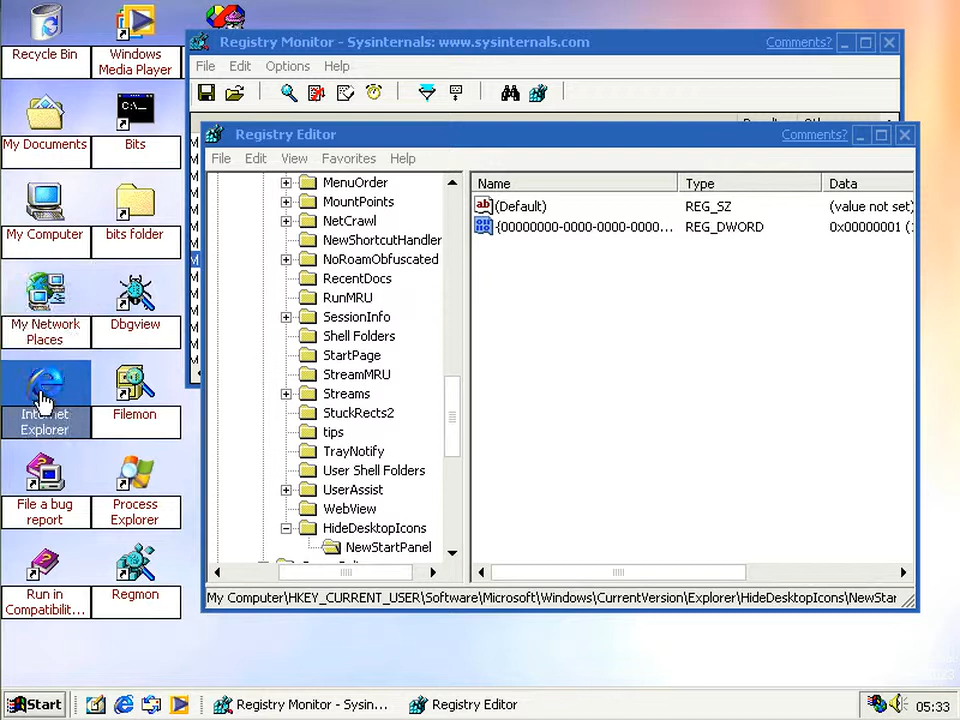 Recycle Bin
Windows
Media Player
My Documents
Bits
My Computer
bits folder
My Network
Places
Dbgview
Internet
Explorer
Filemon
File a bug
report
Process
Explorer
Run in
Compatibilit...
Regmon
Registry Monitor - Sysinternals: www.sysinternals.com
Comments?
File Edit Options Help
Registry Editor
Comments?
File Edit View Favorites Help
MenuOrder
MountPoints
NetCrawl
NewShortcutHandler
NoRoamObfuscated
RecentDocs
RunMRU
SessionInfo
Shell Folders
StartPage
StreamMRU
Streams
StuckRects2
tips
TrayNotify
User Shell Folders
UserAssist
WebView
HideDesktopIcons
NewStartPanel
Name Type Data
(Default) REG_SZ (value not set)
{00000000-0000-0000-0000... REG_DWORD 0x00000001 (
My Computer\HKEY_CURRENT_USER\Software\Microsoft\Windows\CurrentVersion\Explorer\HideDesktopIcons\NewStar
Start
Registry Monitor - Sysin...
Registry Editor
05:33